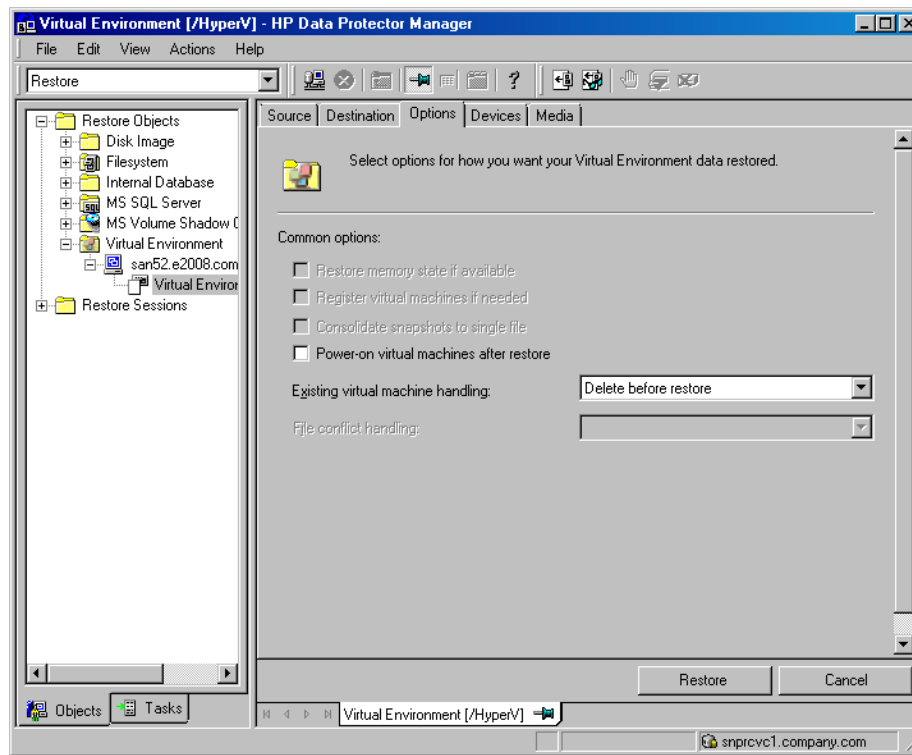 Virtual Environment [/HyperV] - HP Data Protector Manager
File Edit View Actions Help
Restore
Restore Objects
Disk Image
Filesystem
Internal Database
MS SQL Server
MS Volume Shadow
Virtual Environment
san52.e2008.com
Virtual Environ
Restore Sessions
Objects Tasks
Source Destination Options Devices Media
Select options for how you want your Virtual Environment data restored.
Common options:
Restore memory state if available
Register virtual machines if needed
Consolidate snapshots to single file
Power-on virtual machines after restore
Existing virtual machine handling: Delete before restore
File conflict handling:
Restore Cancel
Virtual Environment [/HyperV]
snprcvc1.company.com